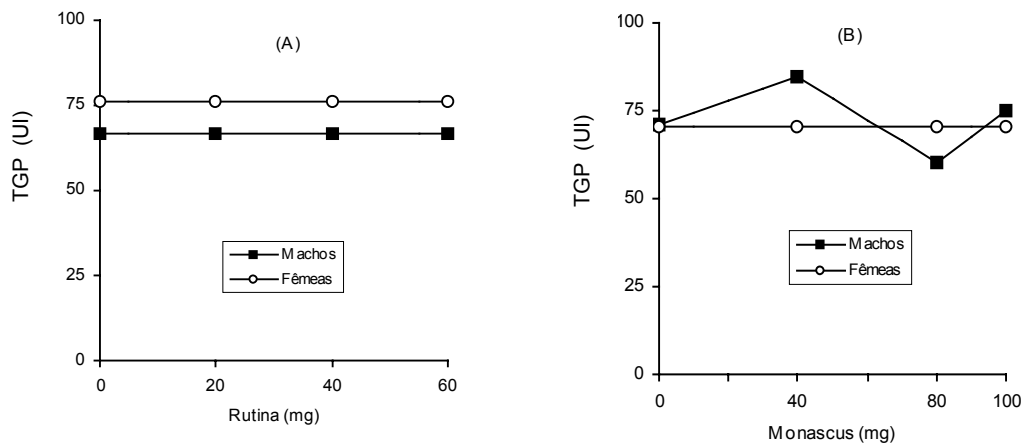 (A)
100
75
50
25
0
TGP (UI)
Machos
Fêmeas
0 20 40 60
Rutina (mg)
(B)
100
75
50
25
0
TGP (UI)
Machos
Fêmeas
0 40 80 100
Monascus (mg)